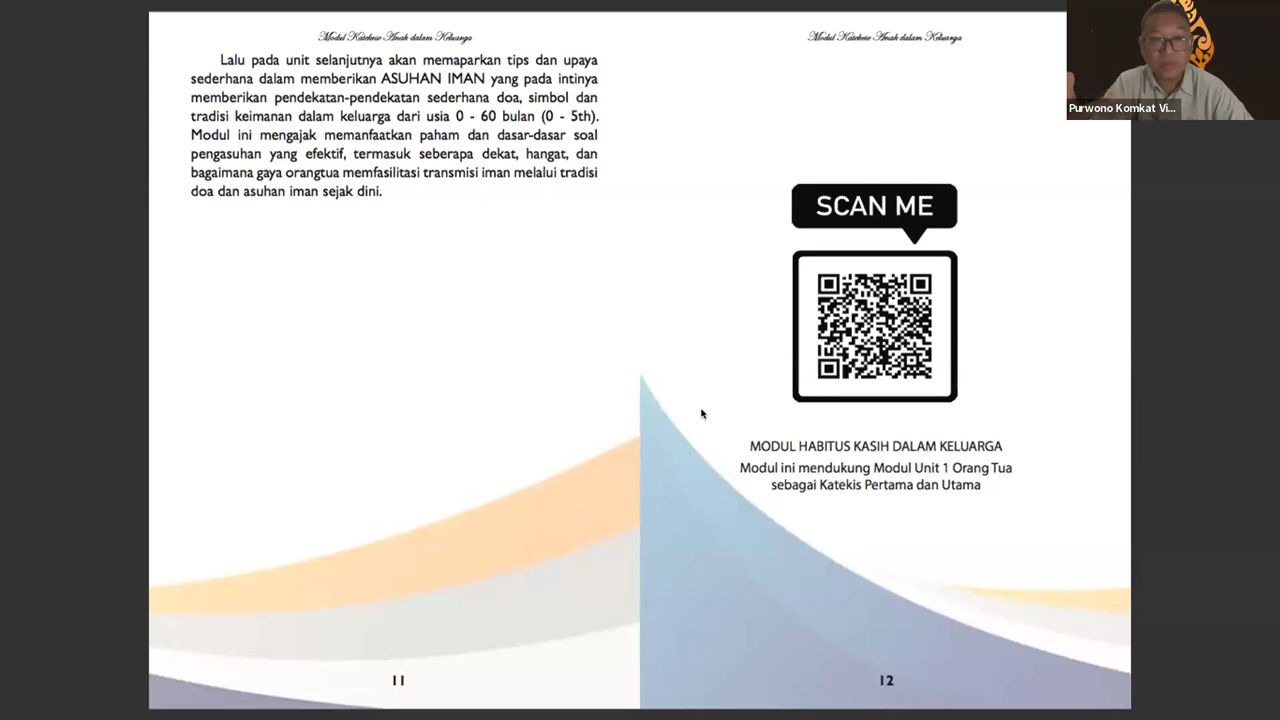 Modul Katekese Anak dalam Keluarga
Lalu pada unit selanjutnya akan memaparkan tips dan upaya
sederhana dalam memberikan ASUHAN IMAN yang pada intinya
memberikan pendekatan-pendekatan sederhana doa, simbol dan
tradisi keimanan dalam keluarga dari usia 0 - 60 bulan (0 - 5th).
Modul ini mengajak memanfaatkan paham dan dasar-dasar soal
pengasuhan yang efektif, termasuk seberapa dekat, hangat, dan
bagaimana gaya orangtua memfasilitasi transmisi iman melalui tradisi
doa dan asuhan iman sejak dini.
11
Modul Katekese Anak dalam Keluarga
SCAN ME
MODUL HABITUS KASIH DALAM KELUARGA
Modul ini mendukung Modul Unit 1 Orang Tua
sebagai Katekis Pertama dan Utama
12
Purwono Komkat Vi...